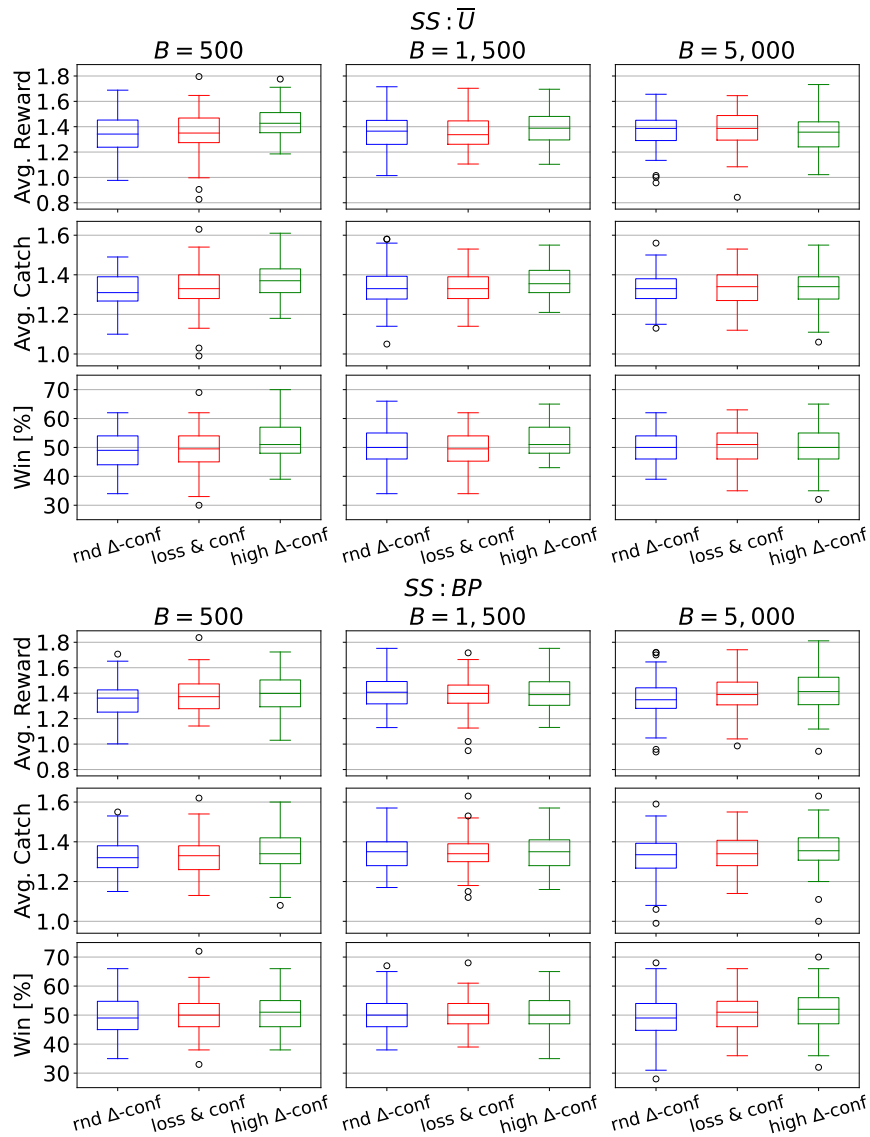 SS : U̅
B = 500 B = 1, 500 B = 5, 000
Avg. Reward
1.8
1.6
1.4
1.2
1.0
0.8
Avg. Catch
1.6
1.4
1.2
1.0
Win [%]
70
60
50
40
30
rnd Δ-conf loss & conf high Δ-conf rnd Δ-conf loss & conf high Δ-conf rnd Δ-conf loss & conf high Δ-conf
SS : BP
B = 500 B = 1, 500 B = 5, 000
Avg. Reward
1.8
1.6
1.4
1.2
1.0
0.8
Avg. Catch
1.6
1.4
1.2
1.0
Win [%]
70
60
50
40
30
rnd Δ-conf loss & conf high Δ-conf rnd Δ-conf loss & conf high Δ-conf rnd Δ-conf loss & conf high Δ-conf